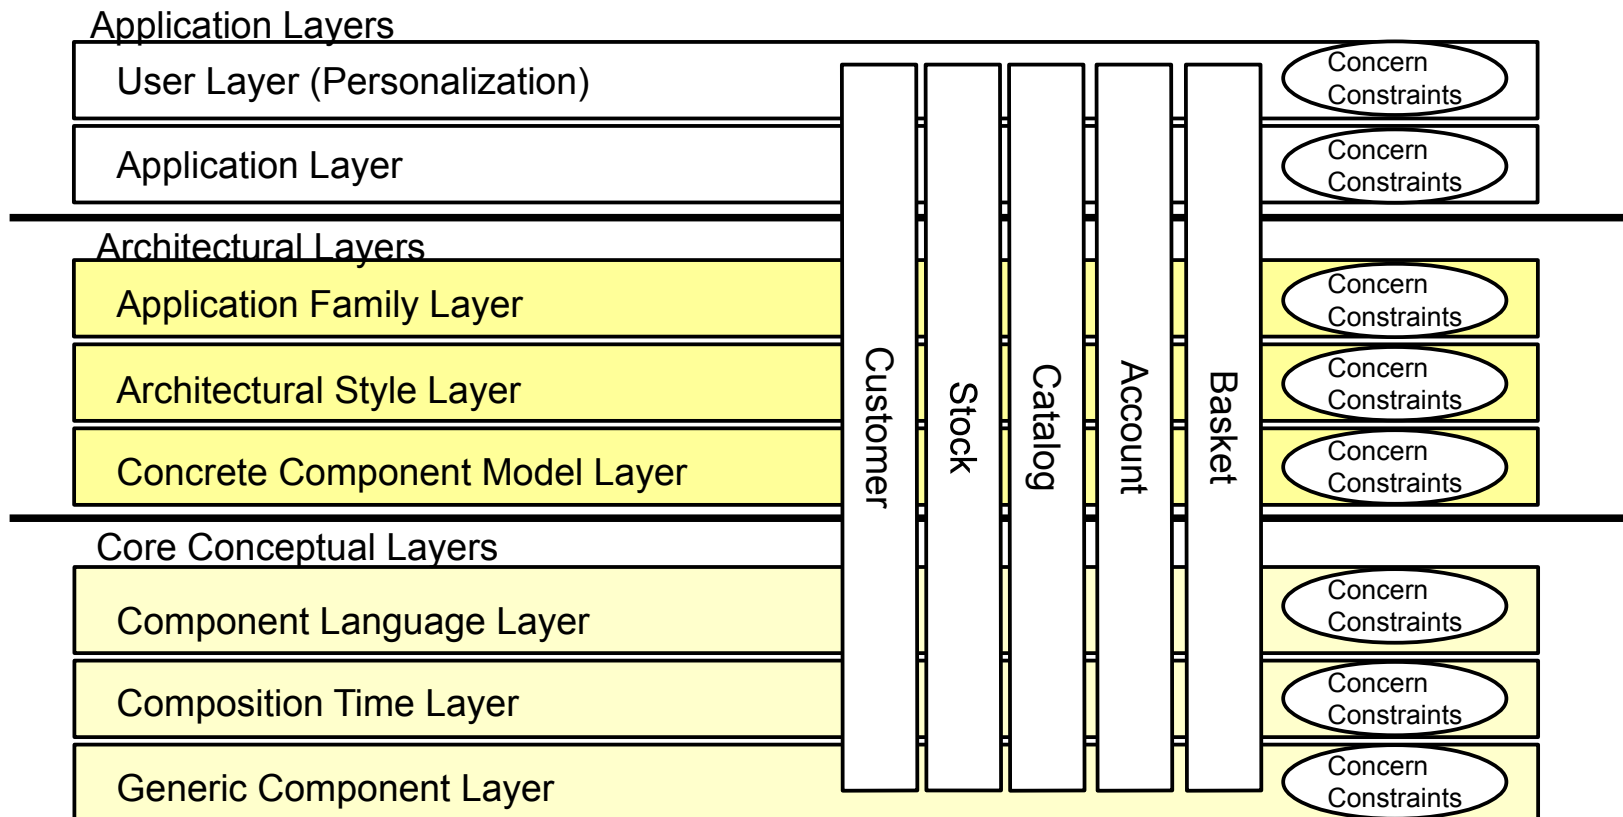 Application Layers
User Layer (Personalization)
Concern
Constraints
Application Layer
Concern
Constraints
Architectural Layers
Application Family Layer
Concern
Constraints
Architectural Style Layer
Concern
Constraints
Concrete Component Model Layer
Concern
Constraints
Customer
Stock
Catalog
Account
Basket
Core Conceptual Layers
Component Language Layer
Concern
Constraints
Composition Time Layer
Concern
Constraints
Generic Component Layer
Concern
Constraints